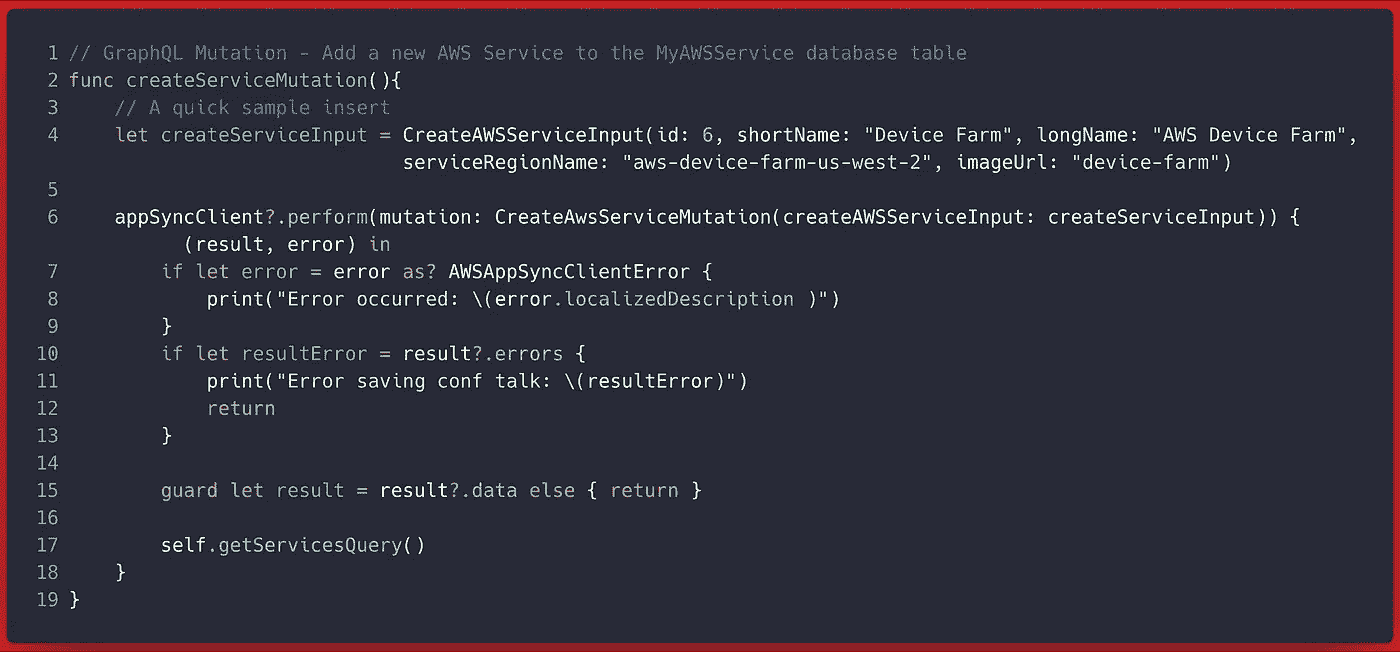 1 // GraphQL Mutation - Add a new AWS Service to the MyAWSService database table
2 func createServiceMutation(){
3     // A quick sample insert
4     let createServiceInput = CreateAWSServiceInput(id: 6, shortName: "Device Farm", longName: "AWS Device Farm",
                               serviceRegionName: "aws-device-farm-us-west-2", imageUrl: "device-farm")
5
6     appSyncClient?.perform(mutation: CreateAwsServiceMutation(createAWSServiceInput: createServiceInput)) {
            (result, error) in
7         if let error = error as? AWSAppSyncClientError {
8             print("Error occurred: \(error.localizedDescription )")
9         }
10         if let resultError = result?.errors {
11             print("Error saving conf talk: \(resultError)")
12             return
13         }
14
15         guard let result = result?.data else { return }
16
17         self.getServicesQuery()
18     }
19 }